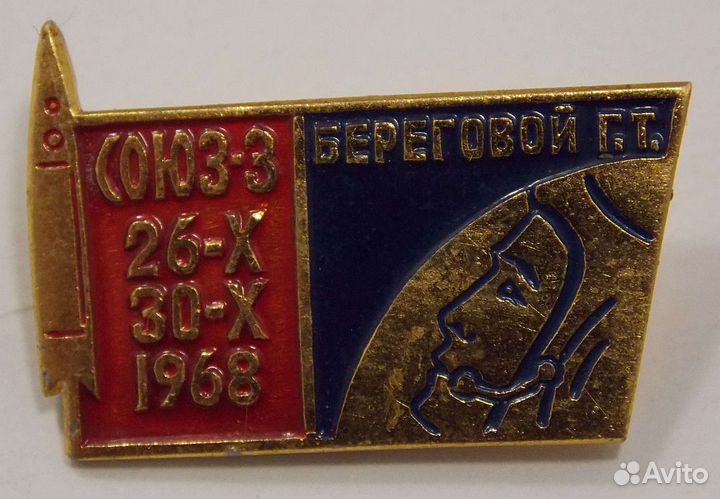 СОЮЗ-3
26-X
30-X
1968
БЕРЕГОВОЙ Г.Т.
Avito